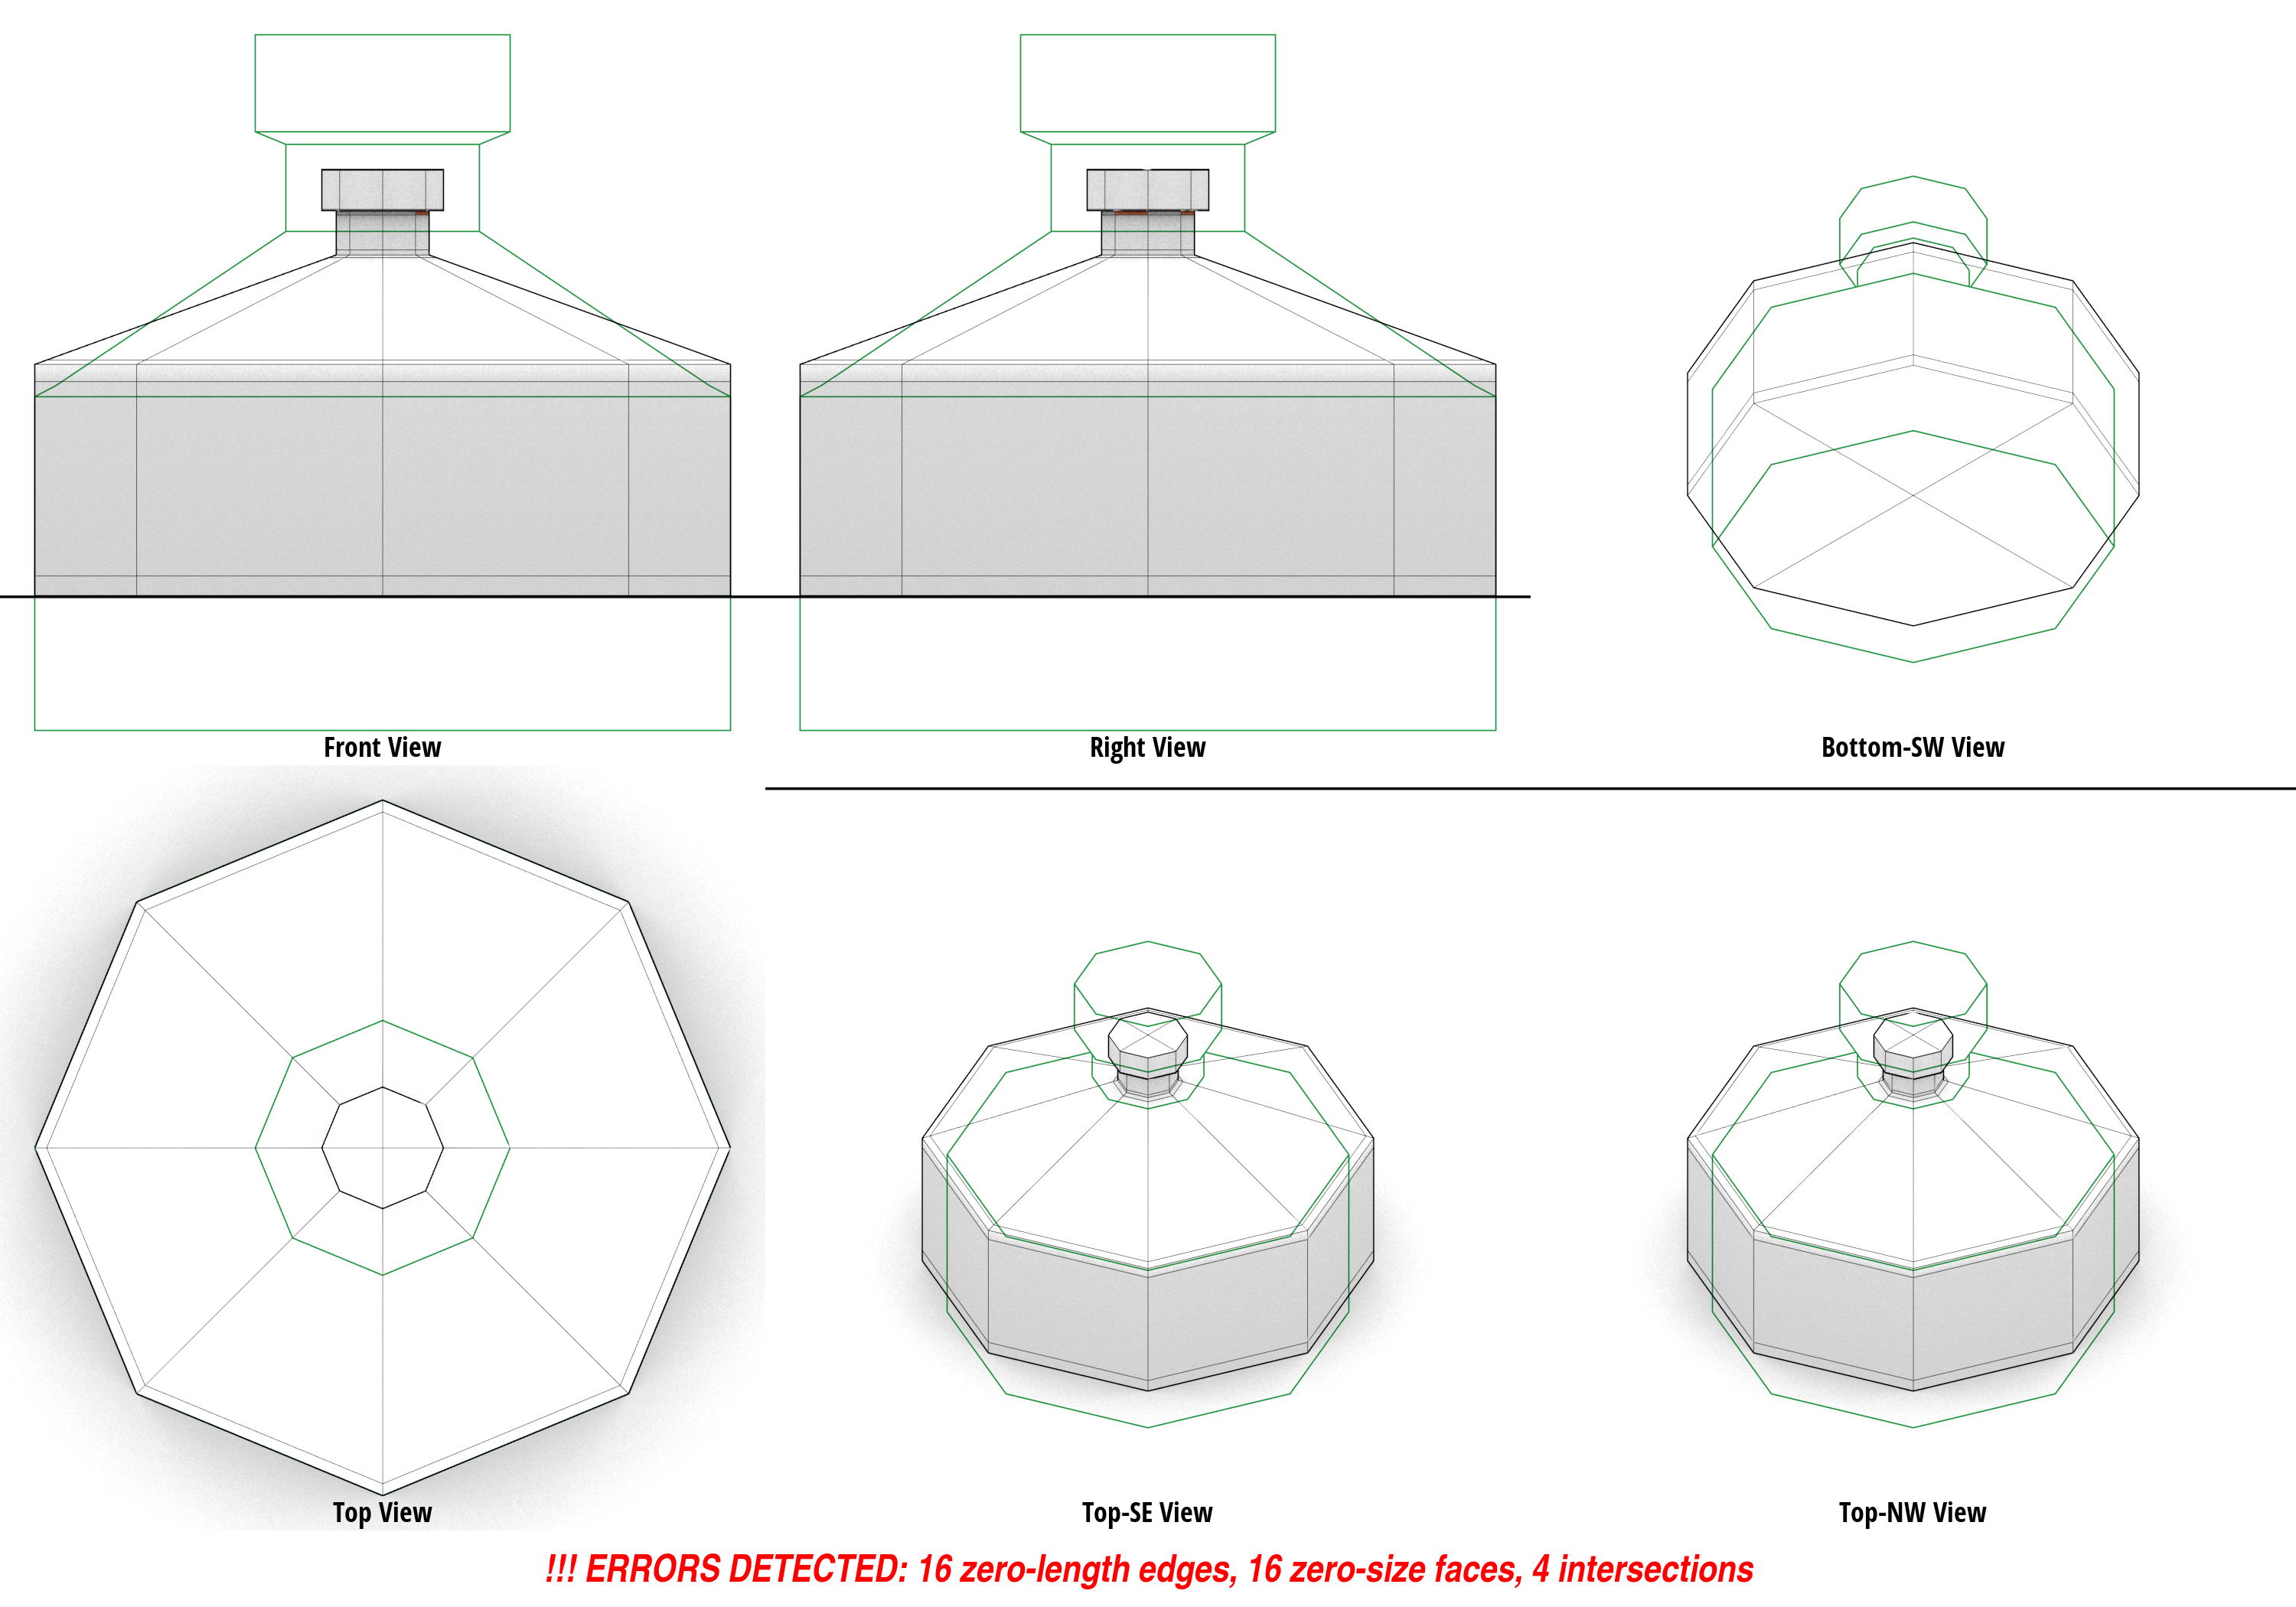 Front View
Right View
Bottom-SW View
Top View
Top-SE View
Top-NW View
!!! ERRORS DETECTED: 16 zero-length edges, 16 zero-size faces, 4 intersections